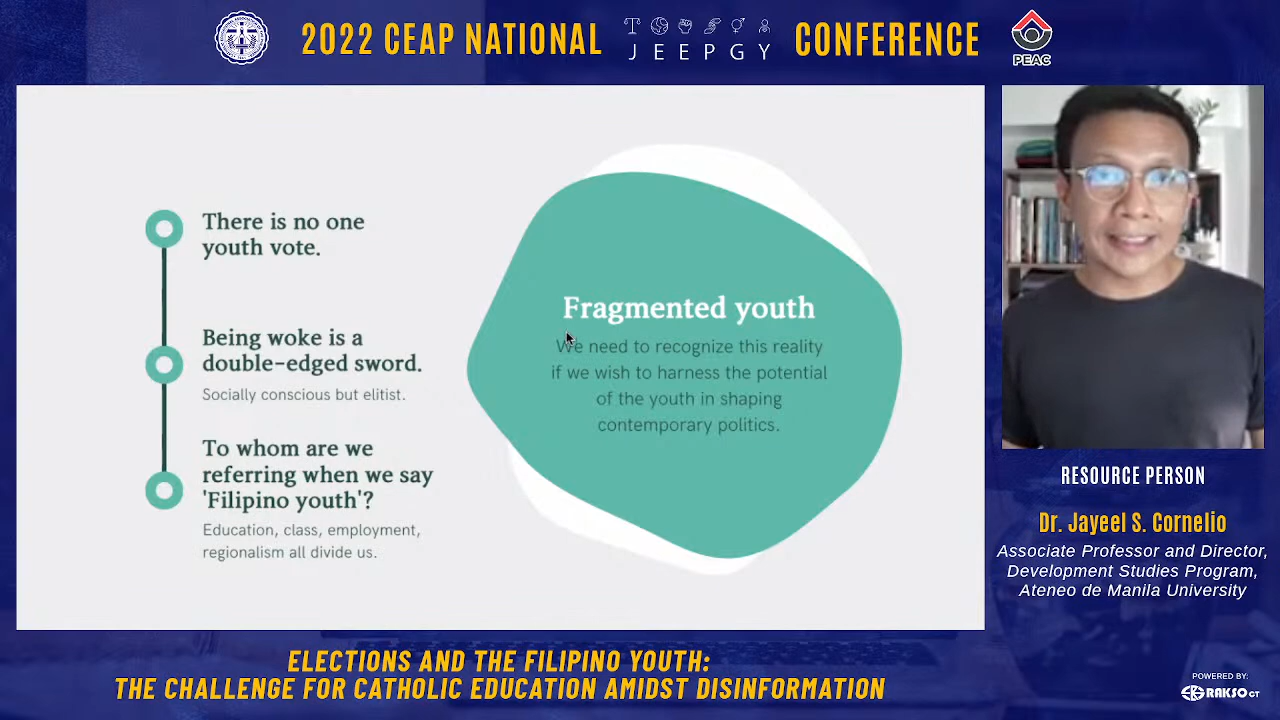 2022 CEAP NATIONAL
JEEPGY
CONFERENCE
PEAC
There is no one
youth vote.
Being woke is a
double-edged sword.
Socially conscious but elitist.
To whom are we
referring when we say
'Filipino youth'?
Education, class, employment,
regionalism all divide us.
Fragmented youth
We need to recognize this reality
if we wish to harness the potential
of the youth in shaping
contemporary politics.
RESOURCE PERSON
Dr. Jayeel S. Cornelio
Associate Professor and Director,
Development Studies Program,
Ateneo de Manila University
ELECTIONS AND THE FILIPINO YOUTH:
THE CHALLENGE FOR CATHOLIC EDUCATION AMIDST DISINFORMATION
POWERED BY:
RAKSO CT